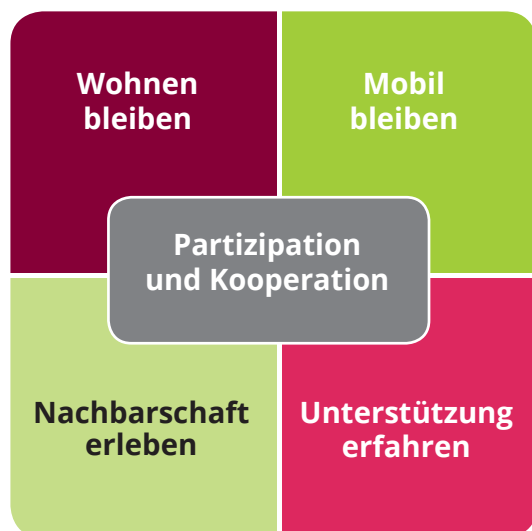 Wohnen
bleiben
Mobil
bleiben
Partizipation
und Kooperation
Nachbarschaft
erleben
Unterstützung
erfahren